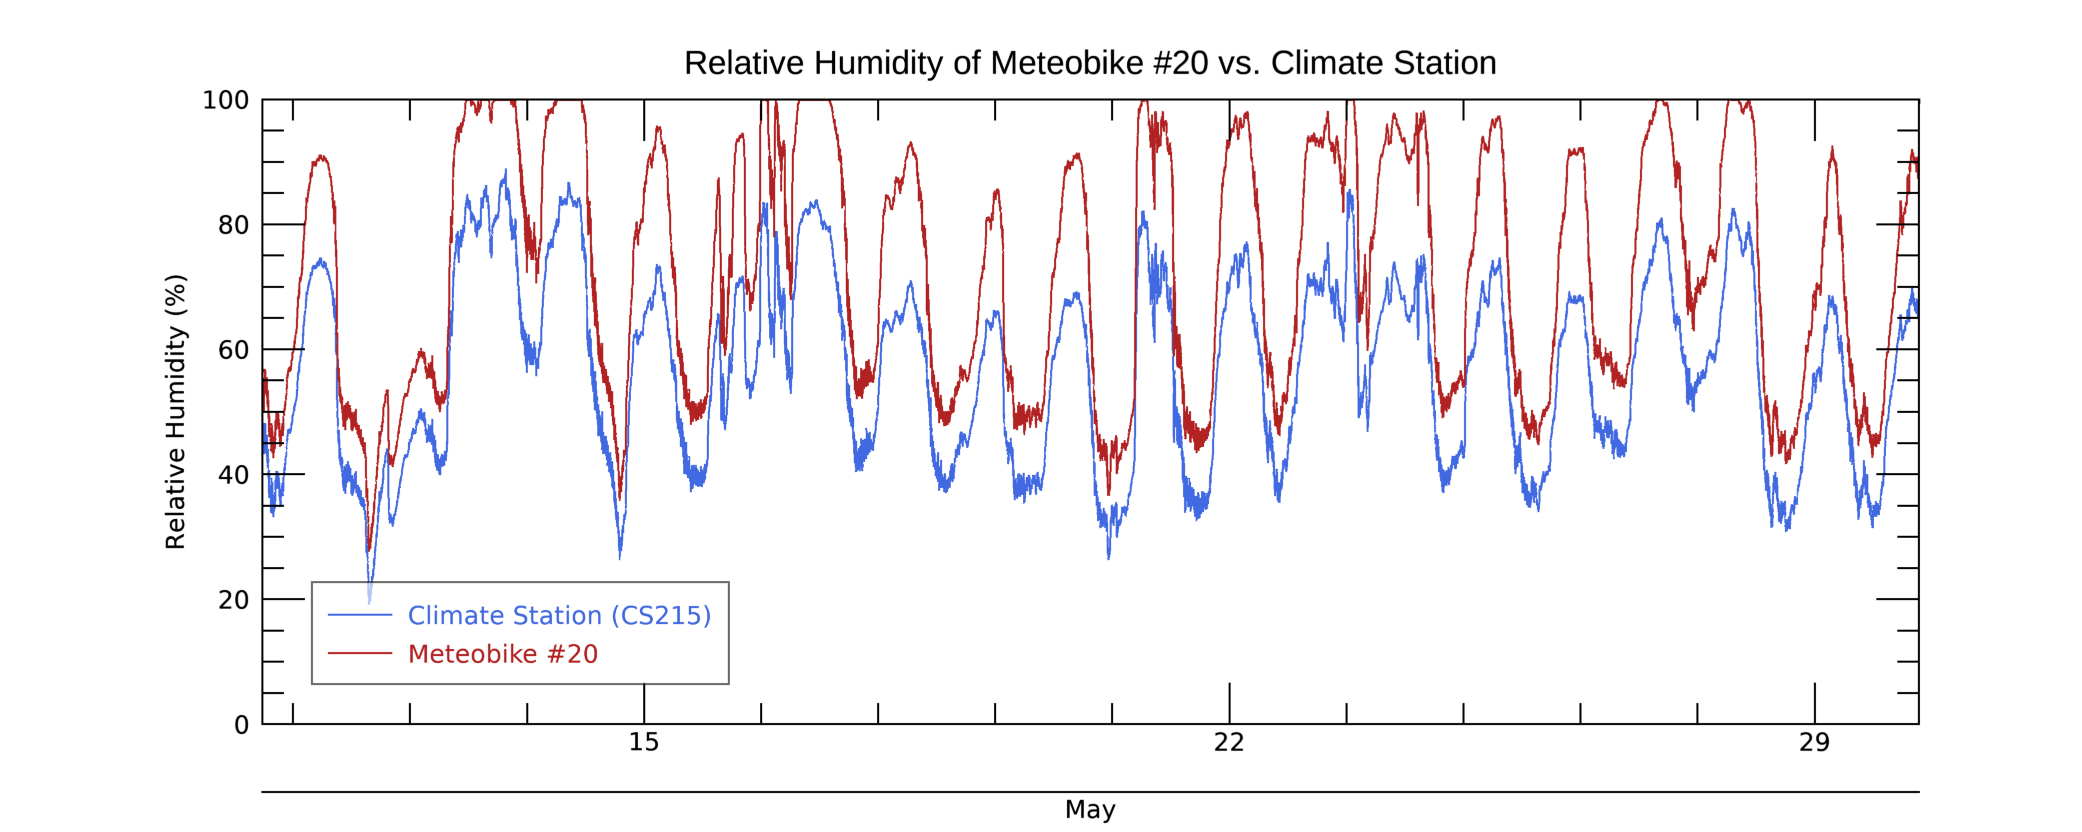 Relative Humidity of Meteobike #20 vs. Climate Station
Relative Humidity (%)
100
80
60
40
20
0
Climate Station (CS215)
Meteobike #20
15
22
29
May